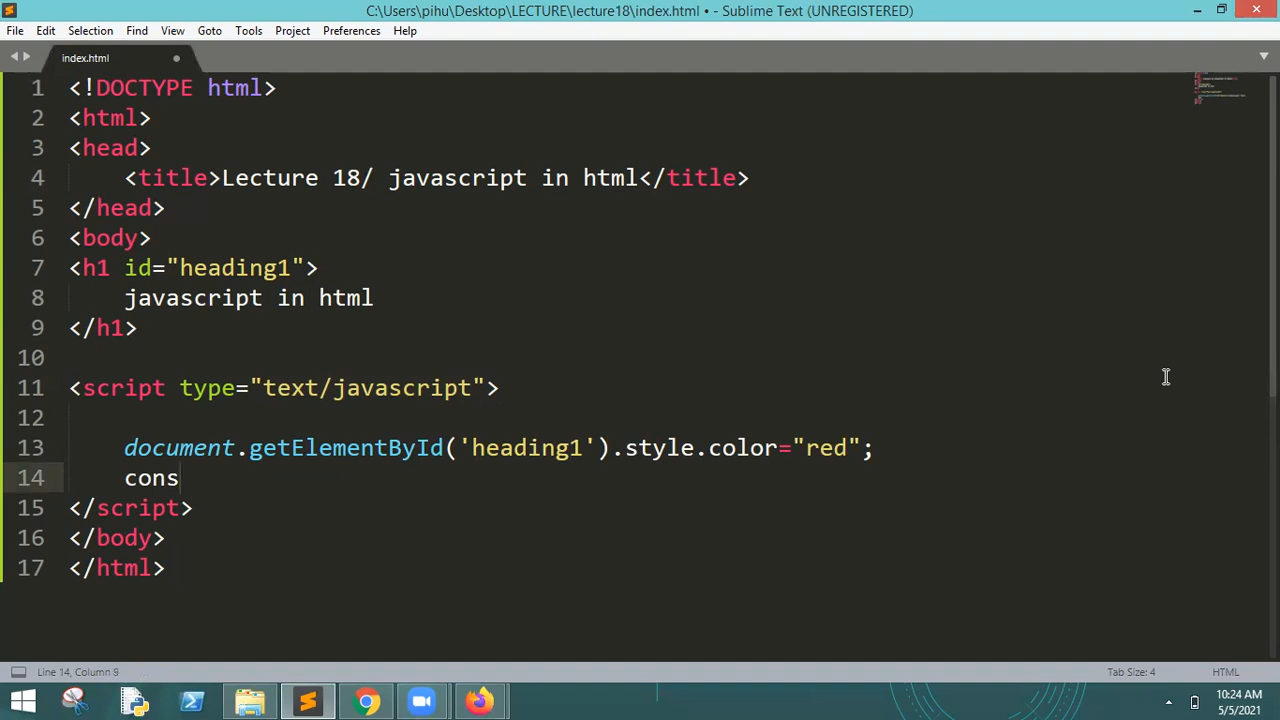 C:\Users\pihu\Desktop\LECTURE\lecture18\index.html • - Sublime Text (UNREGISTERED)
File Edit Selection Find View Goto Tools Project Preferences Help
index.html
1 <!DOCTYPE html>
2 <html>
3 <head>
4 <title>Lecture 18/ javascript in html</title>
5 </head>
6 <body>
7 <h1 id="heading1">
8 javascript in html
9 </h1>
10
11 <script type="text/javascript">
12
13 document.getElementById('heading1').style.color="red";
14 cons
15 </script>
16 </body>
17 </html>
Line 14, Column 9 Tab Size: 4 HTML
10:24 AM
5/5/2021